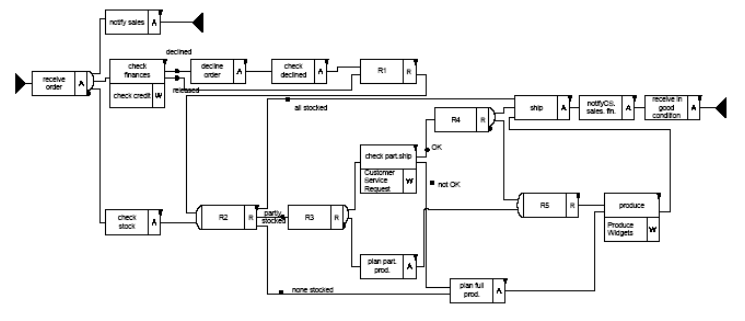 notify sales A
declined
receive
order A
check
finances
check credit W
released
decline
order A
check
declined A
R1 R
all stocked
ship A
notifyCS,
sales, fin. A
receive in
good
condition A
R4 R
OK
check part.ship
Customer
Service
Request W
not OK
check
stock A
R2 R
partly
stocked
R3 R
R5 R
produce
Produce
Widgets W
plan part.
prod. A
none stocked
plan full
prod. A